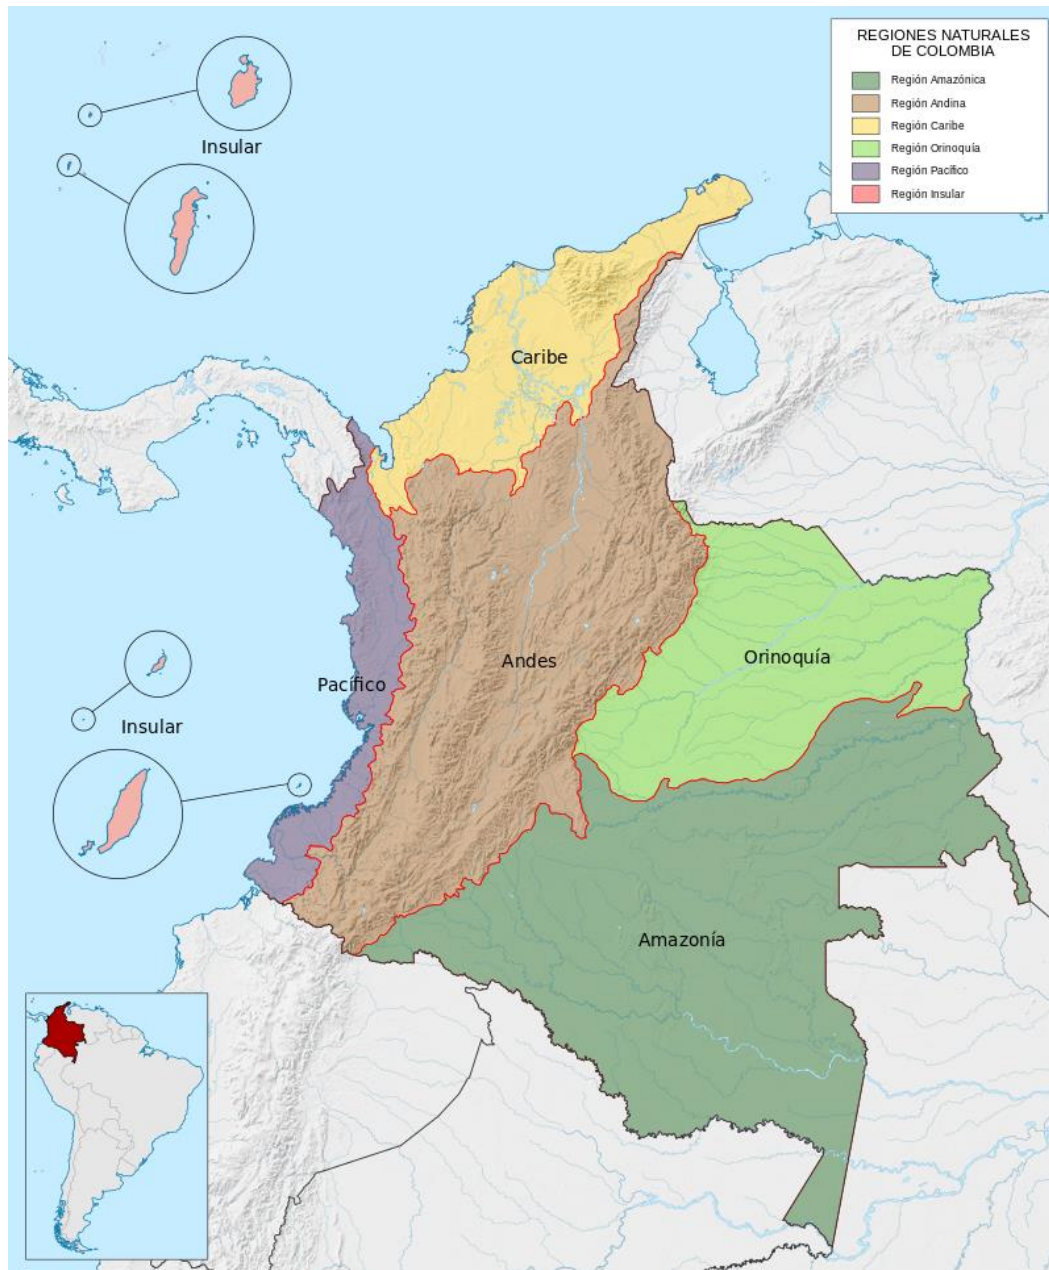 REGIONES NATURALES
DE COLOMBIA
Región Amazónica
Región Andina
Región Caribe
Región Orinoquía
Región Pacífico
Región Insular
Insular
Caribe
Andes
Orinoquía
Pacífico
Insular
Amazonía